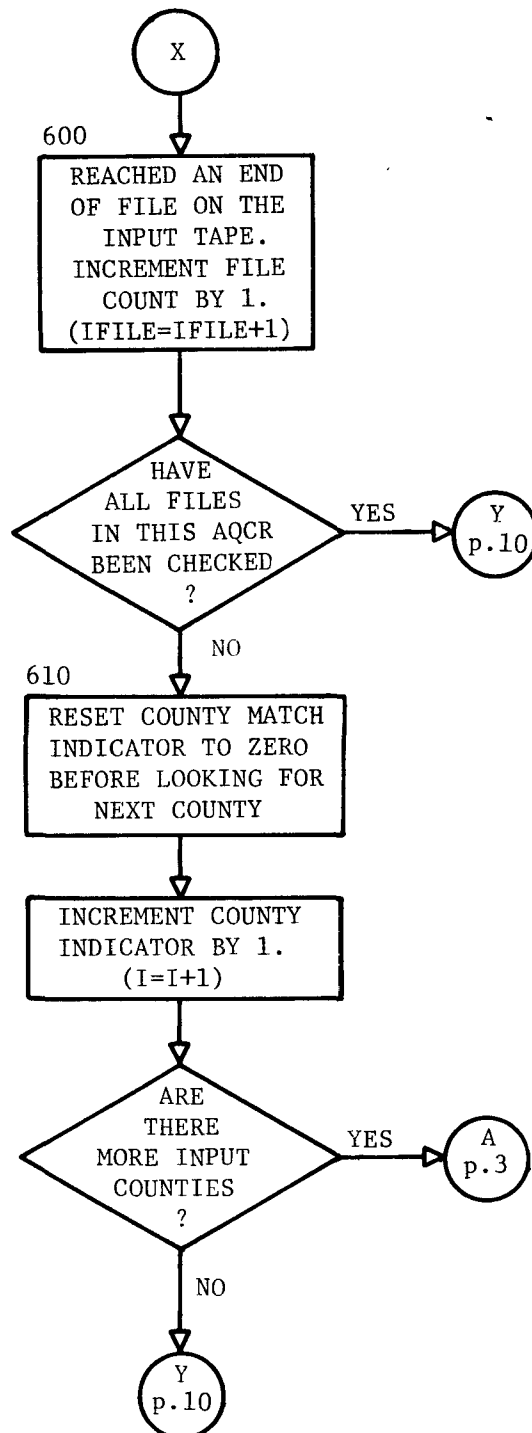 X
600
REACHED AN END
OF FILE ON THE
INPUT TAPE.
INCREMENT FILE
COUNT BY 1.
(IFILE=IFILE+1)
HAVE
ALL FILES
IN THIS AQCR
BEEN CHECKED
?
YES
Y
p.10
NO
610
RESET COUNTY MATCH
INDICATOR TO ZERO
BEFORE LOOKING FOR
NEXT COUNTY
INCREMENT COUNTY
INDICATOR BY 1.
(I=I+1)
ARE
THERE
MORE INPUT
COUNTIES
?
YES
A
p.3
NO
Y
p.10